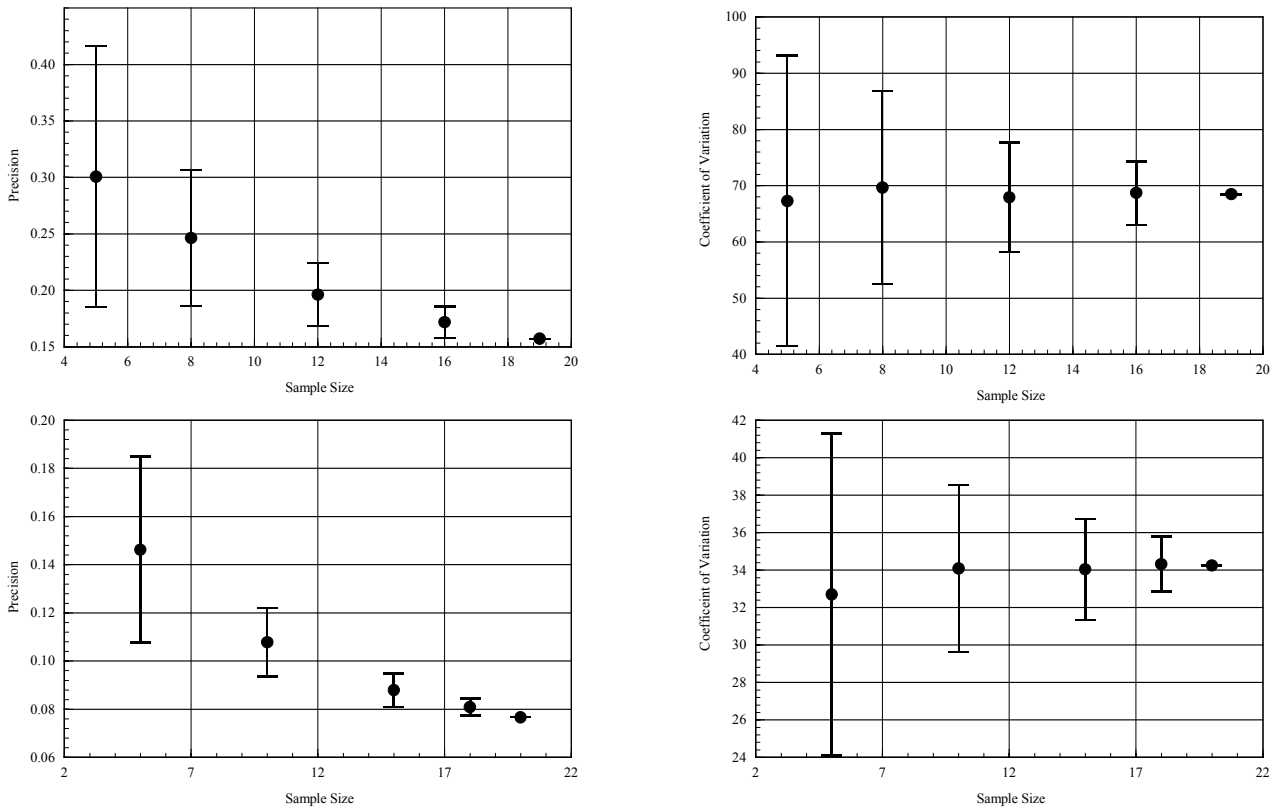 0.40
0.35
0.30
0.25
0.20
0.15
Precision
4 6 8 10 12 14 16 18 20
Sample Size
100
90
80
70
60
50
40
Coefficient of Variation
4 6 8 10 12 14 16 18 20
Sample Size
0.20
0.18
0.16
0.14
0.12
0.10
0.08
0.06
Precision
2 7 12 17 22
Sample Size
42
40
38
36
34
32
30
28
26
24
Coefficeint of Variation
2 7 12 17 22
Sample Size